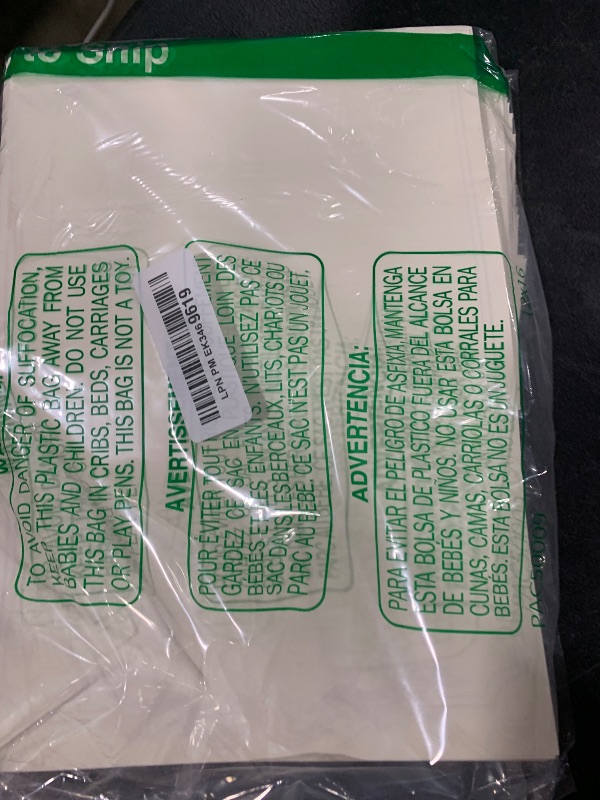 to Ship
TO AVOID DANGER OF SUFFOCATION,
KEEP THIS PLASTIC BAG AWAY FROM
BABIES AND CHILDREN. DO NOT USE
THIS BAG IN CRIBS, BEDS, CARRIAGES
OR PLAY PENS. THIS BAG IS NOT A TOY.
LPN PM EK346 9619
POUR ÉVITER TOUT
GARDEZ CE SAC EN LOIN DES
BÉBÉS ET DES ENFANTS. UTILISEZ PAS CE
SAC DANS LES BERCEAUX, LITS, CHARIOTS OU
PARC AU BÉBÉ. CE SAC N'EST PAS UN JOUET.
ADVERTENCIA:
PARA EVITAR EL PELIGRO DE ASFIXIA, MANTENGA
ESTA BOLSA DE PLASTICO FUERA DEL ALCANCE
DE BEBÉS Y NIÑOS. NO USAR ESTA BOLSA EN
CUNAS, CAMAS, CARRIOLAS O CORRALES PARA
BEBÉS. ESTA BOLSA NO ES UN JUGUETE.